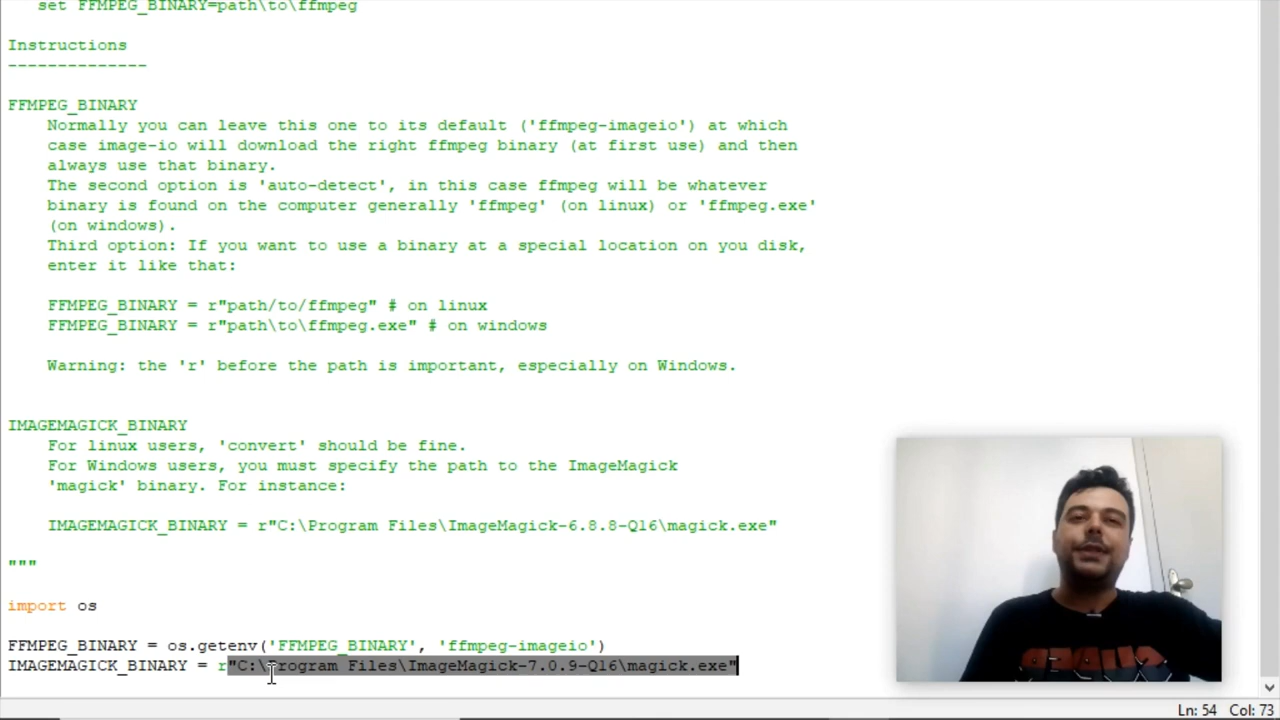 set FFMPEG_BINARY=path\to\ffmpeg
Instructions
--------------
FFMPEG_BINARY
Normally you can leave this one to its default ('ffmpeg-imageio') at which
case image-io will download the right ffmpeg binary (at first use) and then
always use that binary.
The second option is 'auto-detect', in this case ffmpeg will be whatever
binary is found on the computer generally 'ffmpeg' (on linux) or 'ffmpeg.exe'
(on windows).
Third option: If you want to use a binary at a special location on you disk,
enter it like that:
FFMPEG_BINARY = r"path/to/ffmpeg" # on linux
FFMPEG_BINARY = r"path\to\ffmpeg.exe" # on windows
Warning: the 'r' before the path is important, especially on Windows.
IMAGEMAGICK_BINARY
For linux users, 'convert' should be fine.
For Windows users, you must specify the path to the ImageMagick
'magick' binary. For instance:
IMAGEMAGICK_BINARY = r"C:\Program Files\ImageMagick-6.8.8-Q16\magick.exe"
"""
import os
FFMPEG_BINARY = os.getenv('FFMPEG_BINARY', 'ffmpeg-imageio')
IMAGEMAGICK_BINARY = r"C:\Program Files\ImageMagick-7.0.9-Q16\magick.exe"
Ln: 54 Col: 73